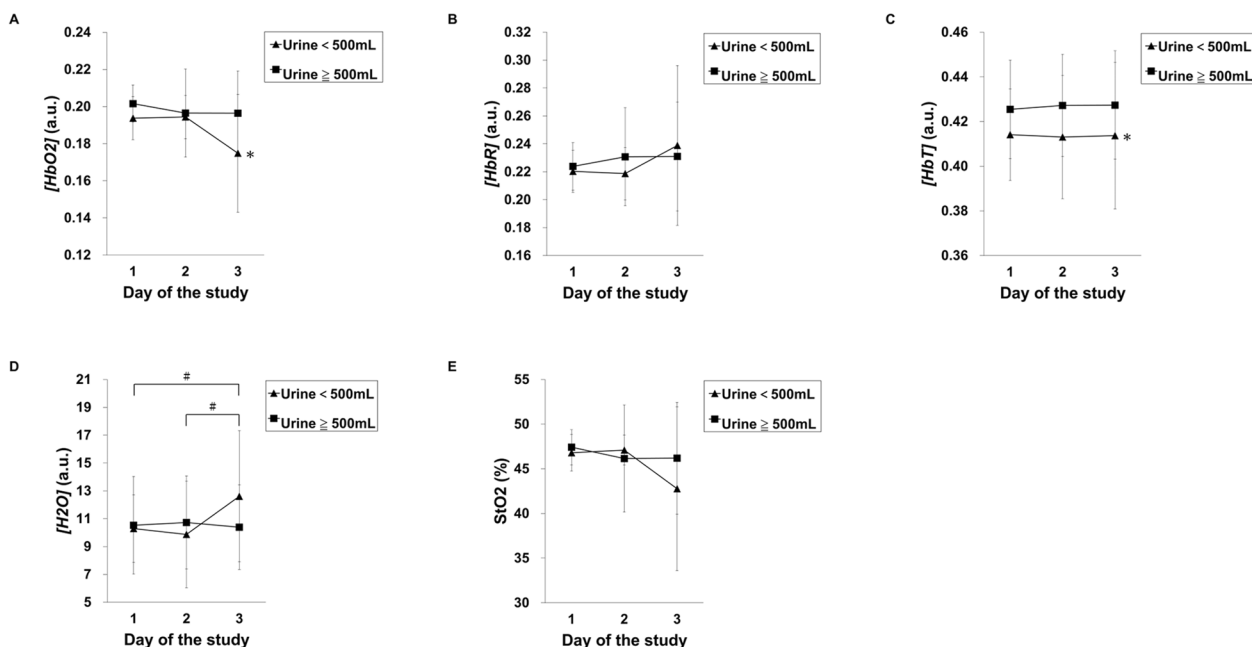 A
0.24
0.22
0.20
0.18
0.16
0.14
0.12
[HbO2] (a.u.)
1 2 3
Day of the study
Urine < 500mL
Urine ≧ 500mL
*
B
0.32
0.30
0.28
0.26
0.24
0.22
0.20
0.18
0.16
[HbR] (a.u.)
1 2 3
Day of the study
Urine < 500mL
Urine ≧ 500mL
C
0.46
0.44
0.42
0.40
0.38
0.36
[HbT] (a.u.)
1 2 3
Day of the study
Urine < 500mL
Urine ≧ 500mL
*
D
21
19
17
15
13
11
9
7
5
[H2O] (a.u.)
#
#
1 2 3
Day of the study
Urine < 500mL
Urine ≧ 500mL
E
55
50
45
40
35
30
StO2 (%)
1 2 3
Day of the study
Urine < 500mL
Urine ≧ 500mL